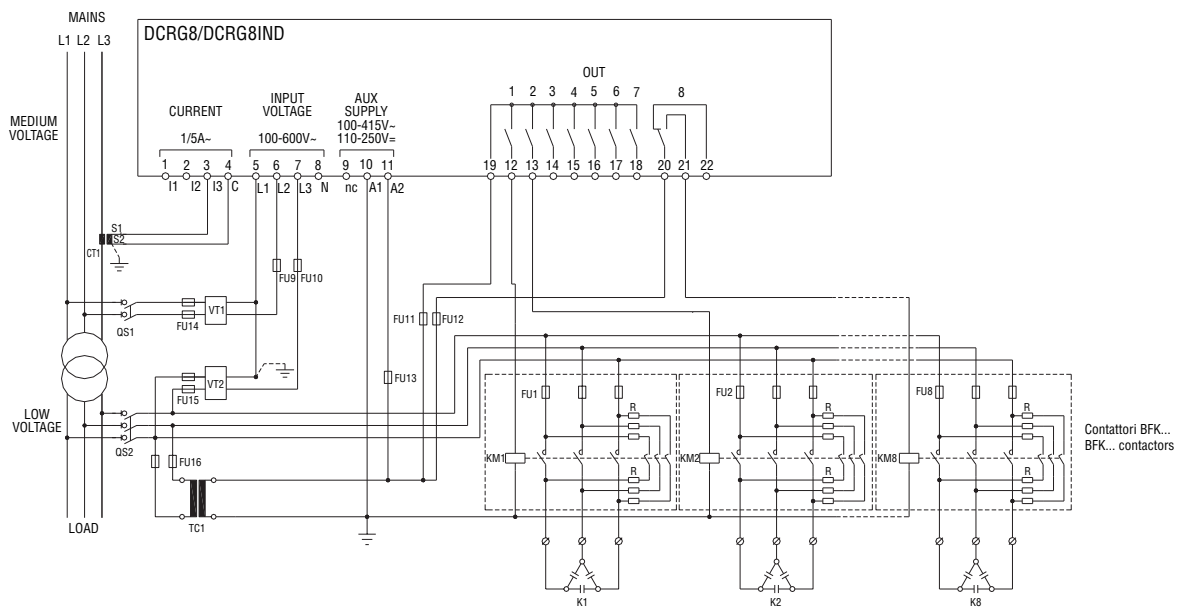 MAINS
L1 L2 L3
DCRG8/DCRG8IND
OUT
1 2 3 4 5 6 7 8
MEDIUM
VOLTAGE
CURRENT
1/5A~
INPUT
VOLTAGE
100-600V~
AUX
SUPPLY
100-415V~
110-250V=
1 2 3 4 5 6 7 8 9 10 11
19 12 13 14 15 16 17 18 20 21 22
I1 I2 I3 C L1 L2 L3 N nc A1 A2
S1
S2
CT1
FU9 FU10
VT1
FU14
QS1
FU11 FU12
VT2
FU15
FU13
LOW
VOLTAGE
QS2
FU16
TC1
LOAD
FU1 FU2 FU8
R R R
KM1 KM2 KM8
R R R
Contattori BFK...
BFK... contactors
K1 K2 K8